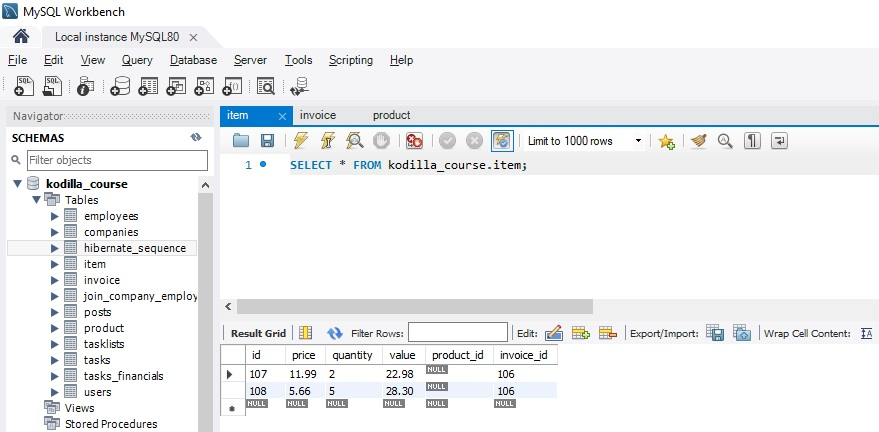 MySQL Workbench
Local instance MySQL80
File Edit View Query Database Server Tools Scripting Help
SQL SQL
Navigator
SCHEMAS
Filter objects
kodilla_course
Tables
employees
companies
hibernate_sequence
item
invoice
join_company_employ
posts
product
tasklists
tasks
tasks_financials
users
Views
Stored Procedures
item invoice product
Limit to 1000 rows
1 SELECT * FROM kodilla_course.item;
Result Grid Filter Rows: Edit: Export/Import: Wrap Cell Content: IA
id price quantity value product_id invoice_id
107 11.99 2 22.98 NULL 106
108 5.66 5 28.30 NULL 106
NULL NULL NULL NULL NULL NULL